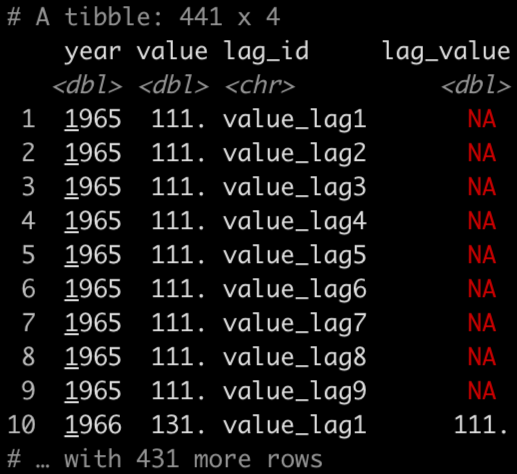 # A tibble: 441 x 4
year value lag_id lag_value
<dbl> <dbl> <chr> <dbl>
1 1965 111. value_lag1 NA
2 1965 111. value_lag2 NA
3 1965 111. value_lag3 NA
4 1965 111. value_lag4 NA
5 1965 111. value_lag5 NA
6 1965 111. value_lag6 NA
7 1965 111. value_lag7 NA
8 1965 111. value_lag8 NA
9 1965 111. value_lag9 NA
10 1966 131. value_lag1 111.
# … with 431 more rows